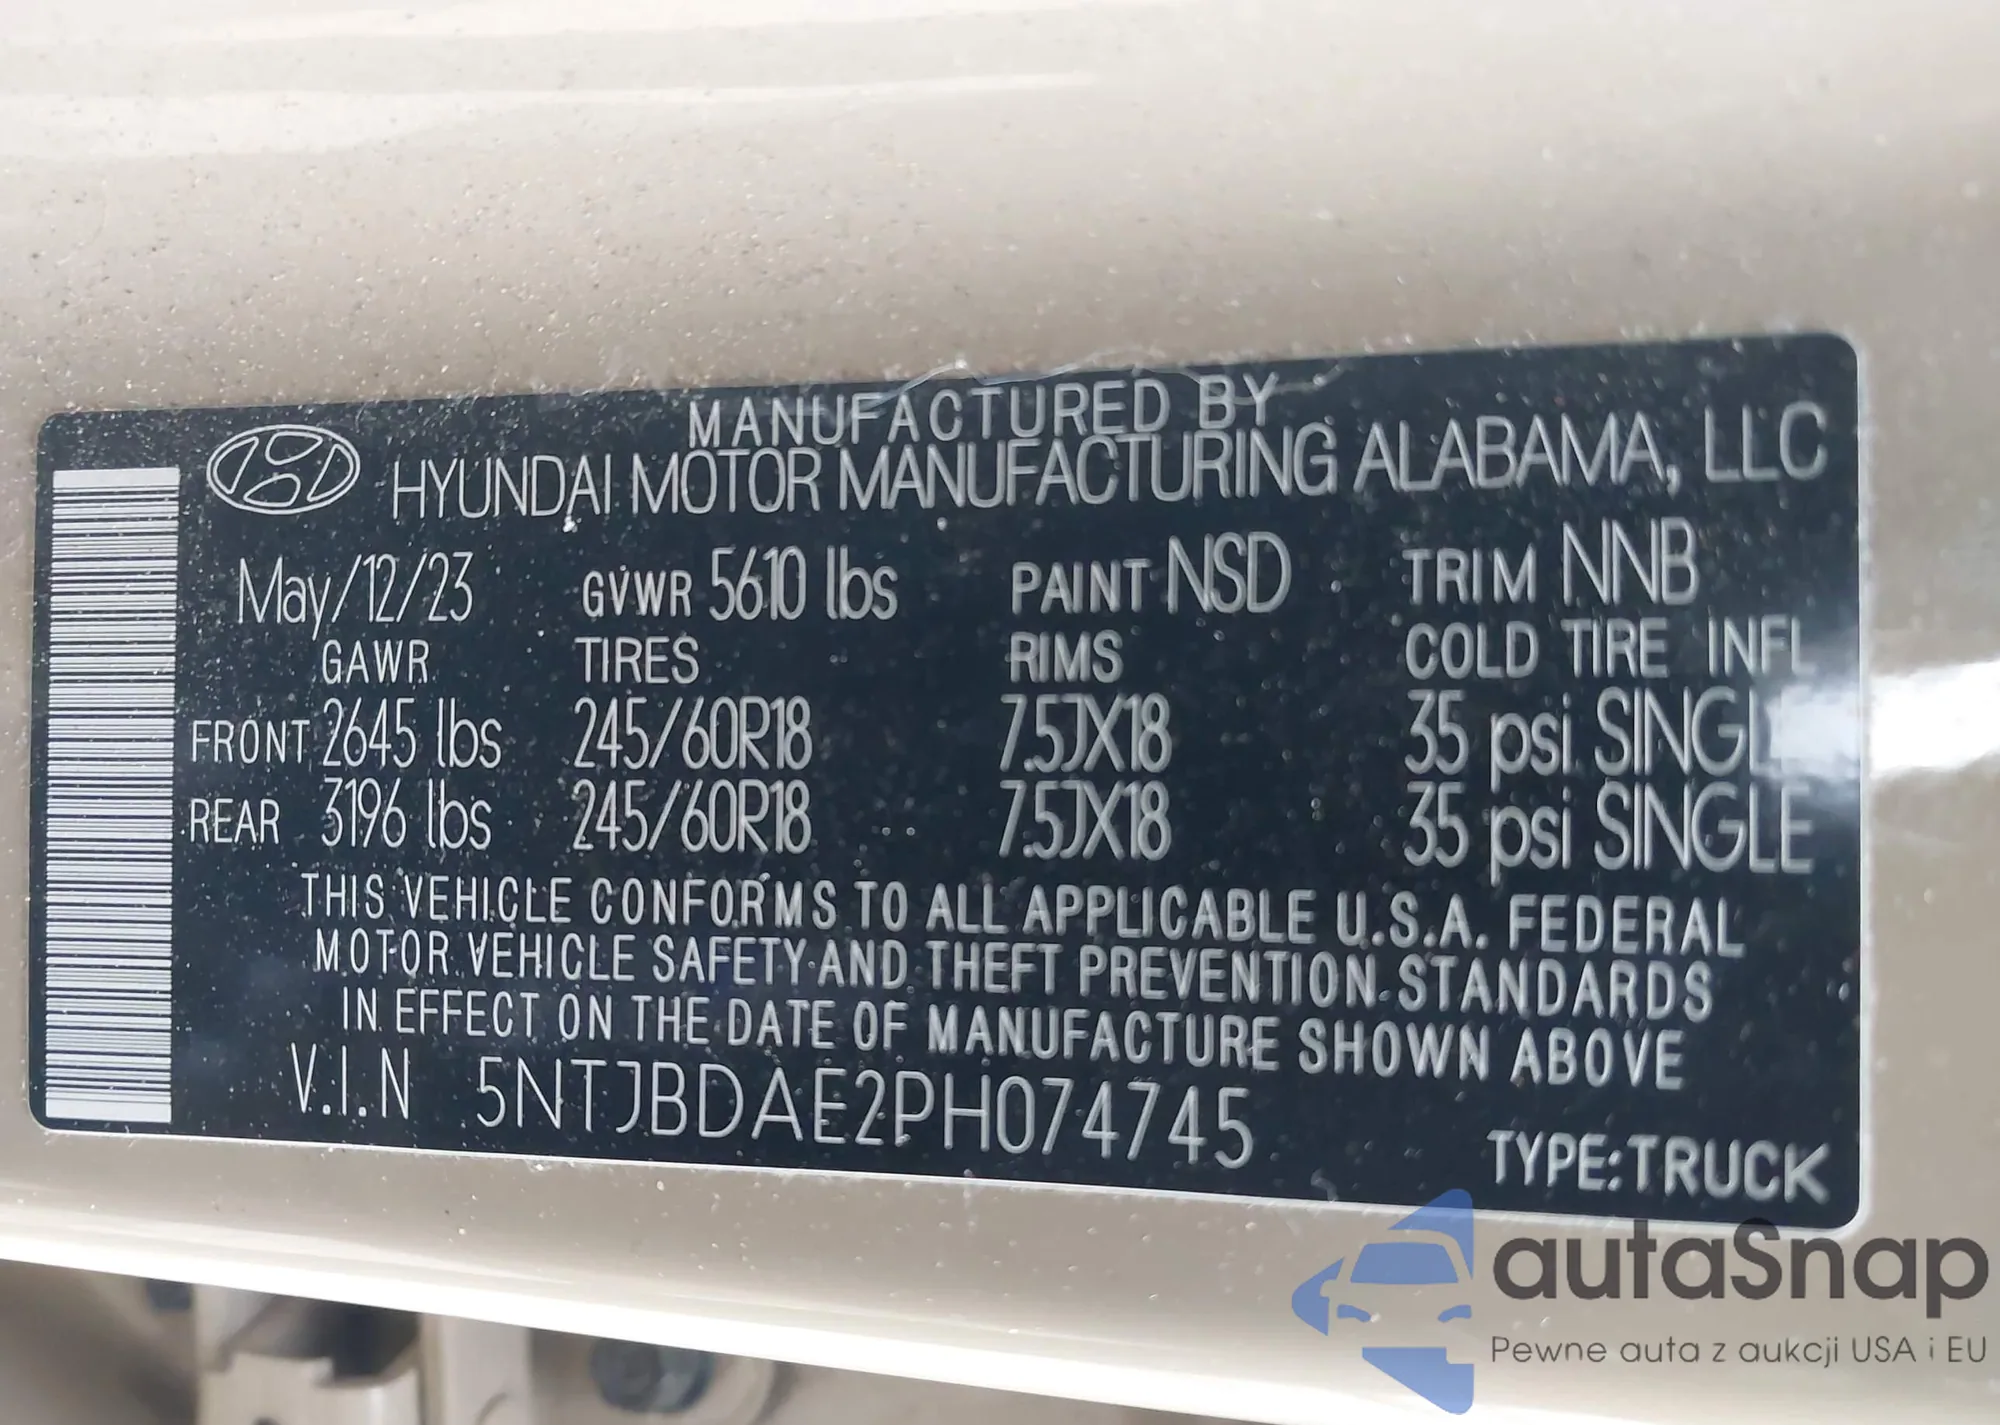 MANUFACTURED BY
HYUNDAI MOTOR MANUFACTURING ALABAMA, LLC
May/12/23 GVWR 5610 lbs PAINT NSD TRIM NNB
GAWR TIRES RIMS COLD TIRE INFL
FRONT 2645 lbs 245/60R18 7.5JX18 35 psi SINGLE
REAR 3196 lbs 245/60R18 7.5JX18 35 psi SINGLE
THIS VEHICLE CONFORMS TO ALL APPLICABLE U.S.A. FEDERAL
MOTOR VEHICLE SAFETY AND THEFT PREVENTION STANDARDS
IN EFFECT ON THE DATE OF MANUFACTURE SHOWN ABOVE
V.I.N 5NTJBDAE2PH074745
TYPE:TRUCK
autaSnap
Pewne auta z aukcji USA i EU